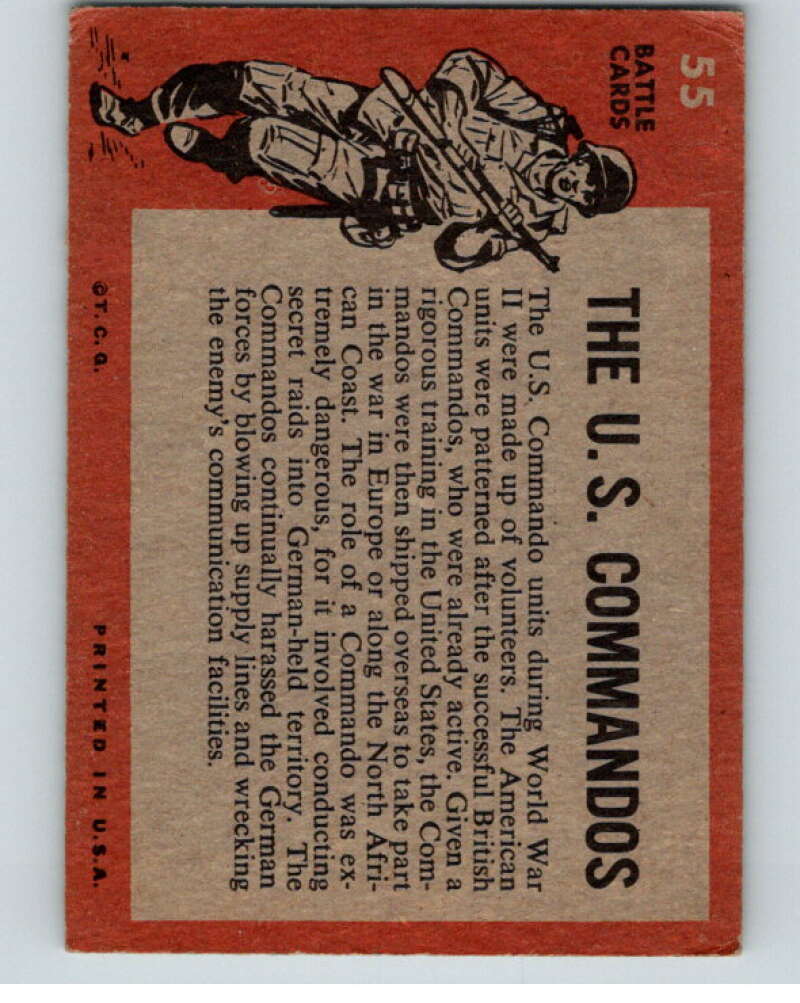 55
BATTLE
CARDS
THE U. S. COMMANDOS
The U.S. Commando units during World War
II were made up of volunteers. The American
units were patterned after the successful British
Commandos, who were already active. Given a
rigorous training in the United States, the Com-
mandos were then shipped overseas to take part
in the war in Europe or along the North Afri-
can Coast. The role of a Commando was ex-
tremely dangerous, for it involved conducting
secret raids into German-held territory. The
Commandos continually harassed the German
forces by blowing up supply lines and wrecking
the enemy's communication facilities.
©T. C. G.
PRINTED IN U.S.A.